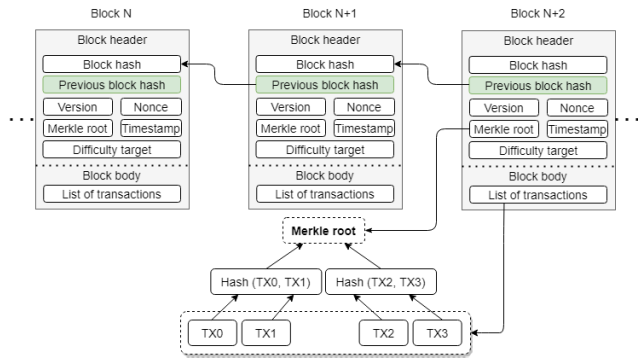 Block N
Block N+1
Block N+2
Block header
Block header
Block header
Block hash
Block hash
Block hash
Previous block hash
Previous block hash
Previous block hash
Version
Nonce
Version
Nonce
Version
Nonce
Merkle root
Timestamp
Merkle root
Timestamp
Merkle root
Timestamp
Difficulty target
Difficulty target
Difficulty target
Block body
Block body
Block body
List of transactions
List of transactions
List of transactions
Merkle root
Hash (TX0, TX1)
Hash (TX2, TX3)
TX0
TX1
TX2
TX3